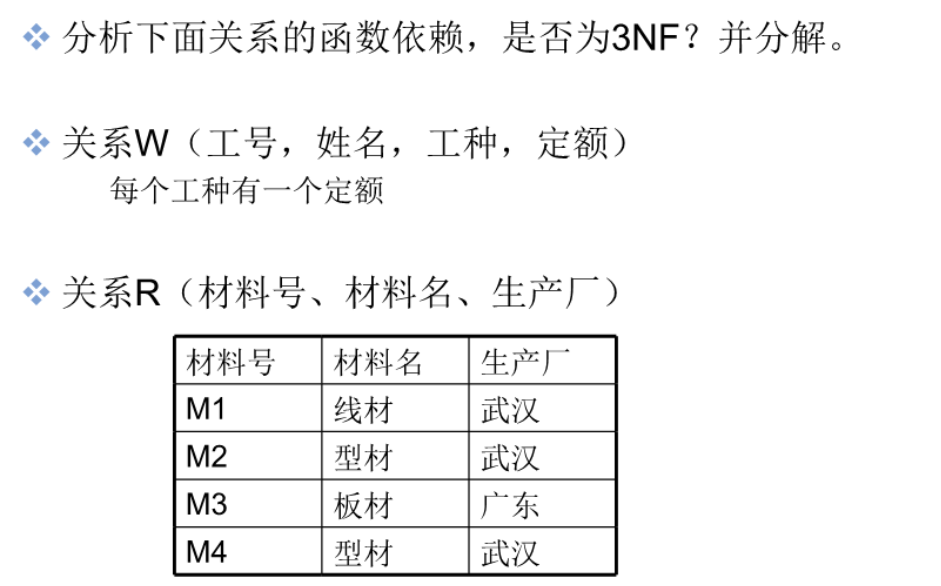 分析下面关系的函数依赖，是否为3NF？并分解。
关系W（工号，姓名，工种，定额）
每个工种有一个定额
关系R（材料号、材料名、生产厂）
材料号 材料名 生产厂
M1 线材 武汉
M2 型材 武汉
M3 板材 广东
M4 型材 武汉